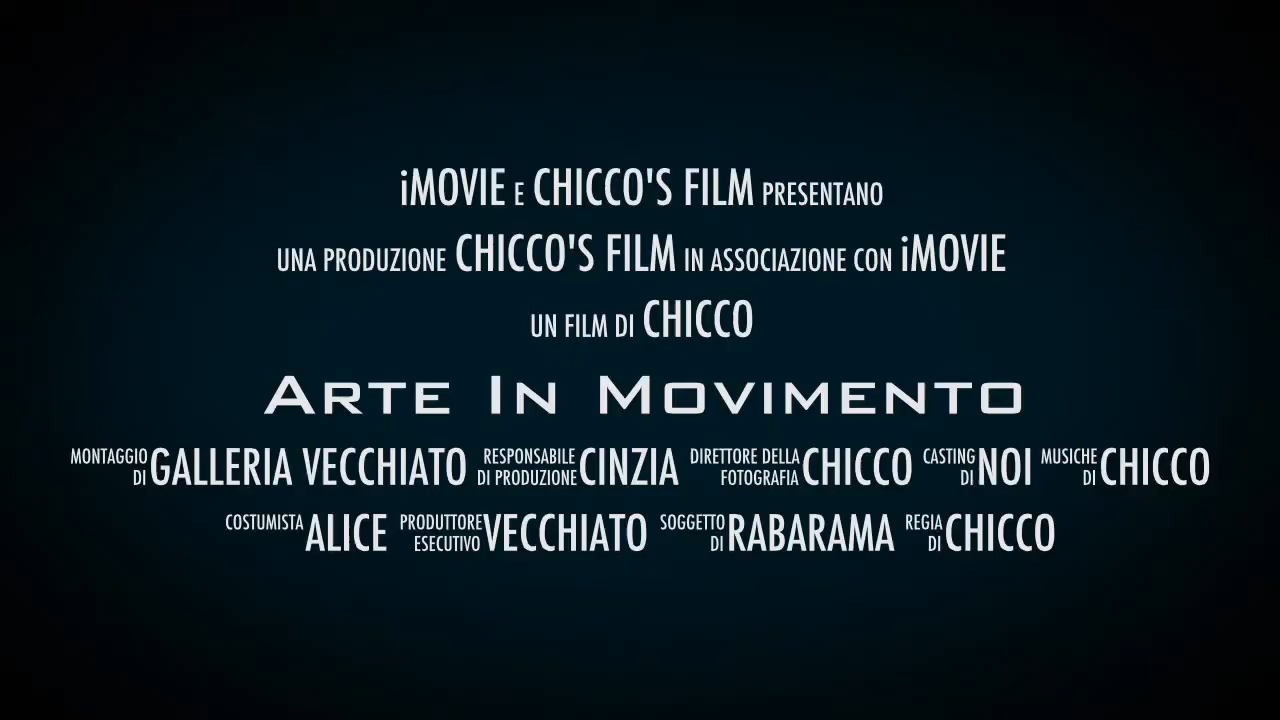 iMOVIE E CHICCO'S FILM PRESENTANO
UNA PRODUZIONE CHICCO'S FILM IN ASSOCIAZIONE CON iMOVIE
UN FILM DI CHICCO
ARTE IN MOVIMENTO
MONTAGGIO DI GALLERIA VECCHIATO RESPONSABILE DI PRODUZIONE CINZIA DIRETTORE DELLA FOTOGRAFIA CHICCO CASTING DI NOI MUSICHE DI CHICCO
COSTUMISTA ALICE PRODUTTORE ESECUTIVO VECCHIATO SOGGETTO DI RABARAMA REGIA DI CHICCO